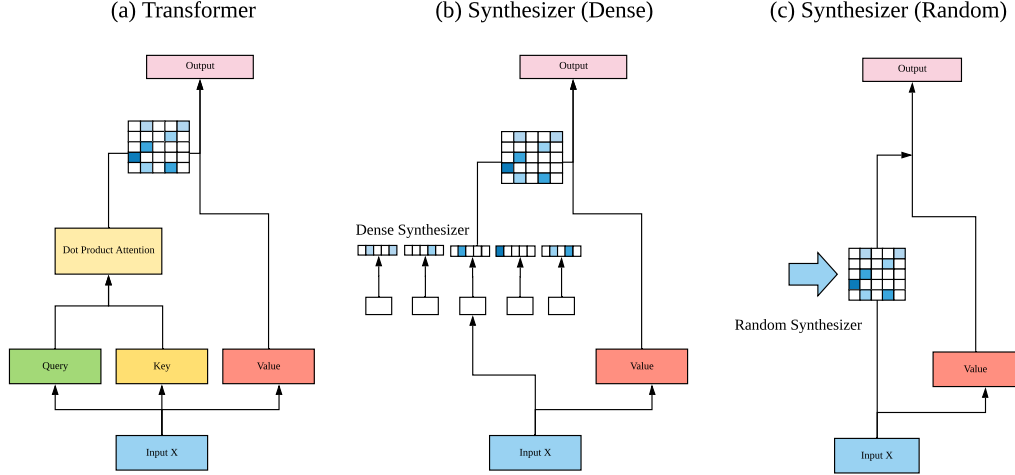 (a) Transformer
Output
Dot Product Attention
Query
Key
Value
Input X
(b) Synthesizer (Dense)
Output
Dense Synthesizer
Value
Input X
(c) Synthesizer (Random)
Output
Random Synthesizer
Value
Input X